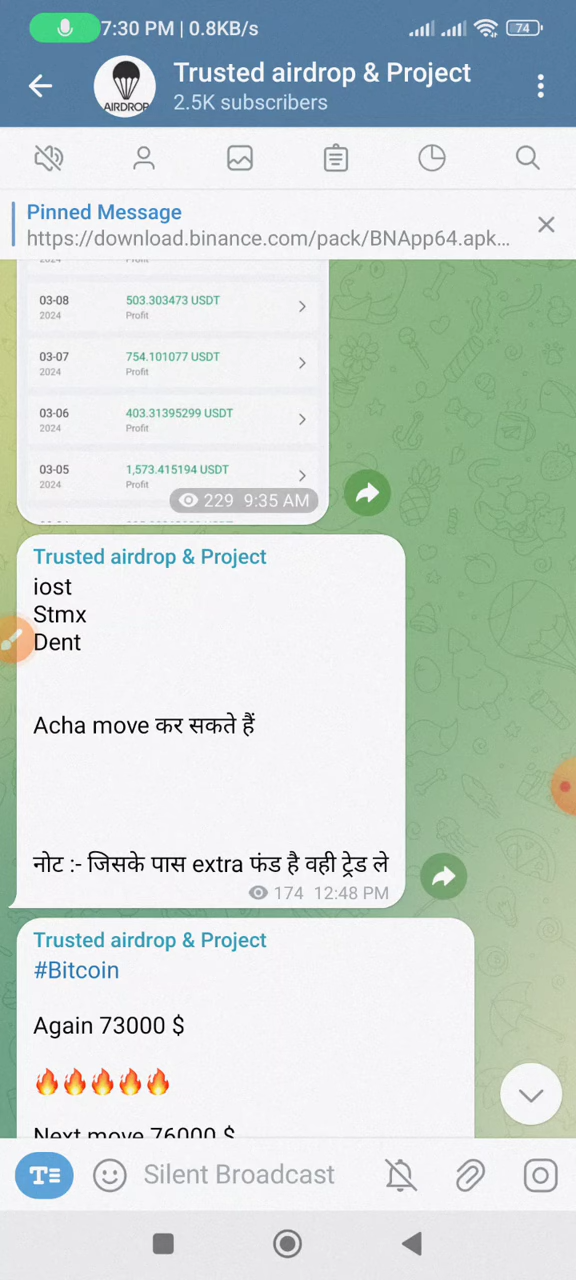 7:30 PM | 0.8KB/s
74
Trusted airdrop & Project
2.5K subscribers
AIRDROP
Pinned Message
https://download.binance.com/pack/BNApp64.apk...
03-08
503.303473 USDT
2024
Profit
03-07
754.101077 USDT
2024
Profit
03-06
403.31395299 USDT
2024
Profit
03-05
1,573.415194 USDT
2024
Profit
229 9:35 AM
Trusted airdrop & Project
iost
Stmx
Dent
Acha move कर सकते हैं
नोट :- जिसके पास extra फंड है वही ट्रेड ले
174 12:48 PM
Trusted airdrop & Project
#Bitcoin
Again 73000 $
🔥🔥🔥🔥🔥
Next move 76000 $
Silent Broadcast